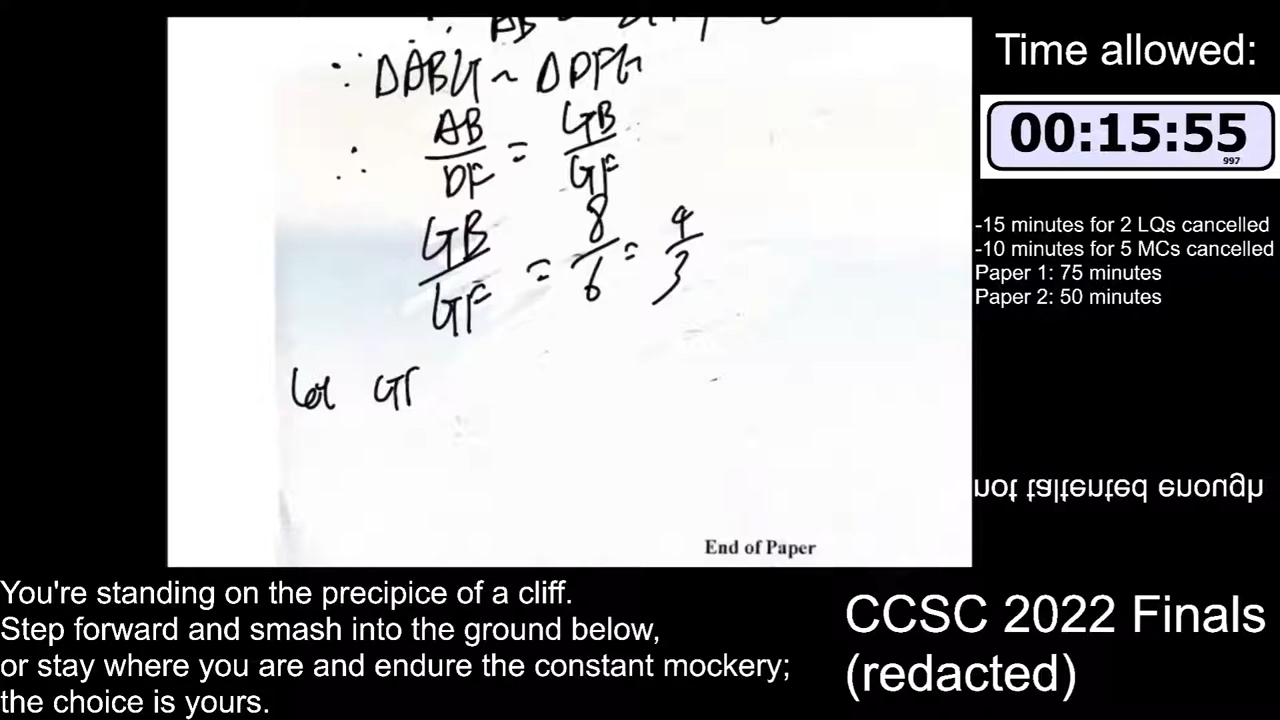 ∵ ΔABG ~ ΔDFG
∴ AB/DF = GB/GF
GB/GF = 8/6 = 4/3
let GF
End of Paper
Time allowed:
00:15:55
997
-15 minutes for 2 LQs cancelled
-10 minutes for 5 MCs cancelled
Paper 1: 75 minutes
Paper 2: 50 minutes
not taltented enough
You're standing on the precipice of a cliff.
Step forward and smash into the ground below,
or stay where you are and endure the constant mockery;
the choice is yours.
CCSC 2022 Finals
(redacted)